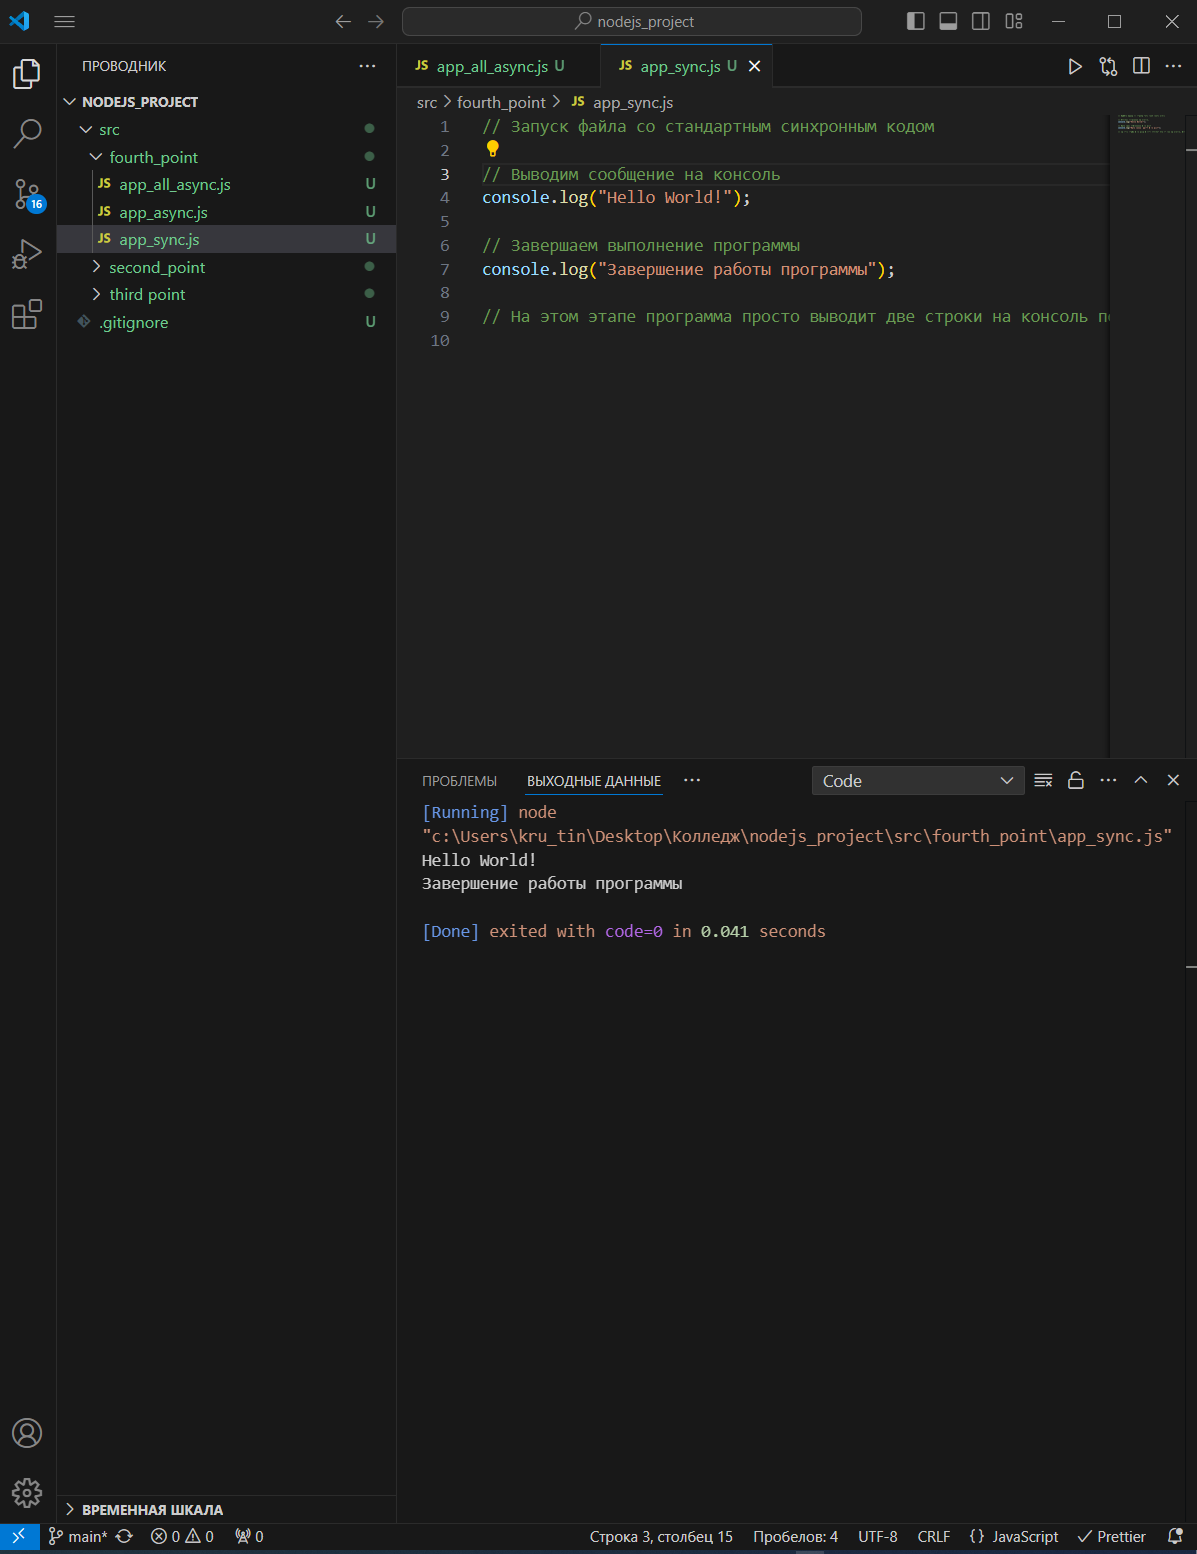 nodejs_project
ПРОВОДНИК
NODEJS_PROJECT
src
fourth_point
JS app_all_async.js U
JS app_async.js U
JS app_sync.js U
second_point
third point
.gitignore U
16
JS app_all_async.js U
JS app_sync.js U
src > fourth_point > JS app_sync.js
1 // Запуск файла со стандартным синхронным кодом
2
3 // Выводим сообщение на консоль
4 console.log("Hello World!");
5
6 // Завершаем выполнение программы
7 console.log("Завершение работы программы");
8
9 // На этом этапе программа просто выводит две строки на консоль
10
ПРОБЛЕМЫ ВЫХОДНЫЕ ДАННЫЕ Code
[Running] node
"c:\Users\kru_tin\Desktop\Колледж\nodejs_project\src\fourth_point\app_sync.js"
Hello World!
Завершение работы программы
[Done] exited with code=0 in 0.041 seconds
ВРЕМЕННАЯ ШКАЛА
main* 0 0 0 Строка 3, столбец 15 Пробелов: 4 UTF-8 CRLF {} JavaScript Prettier